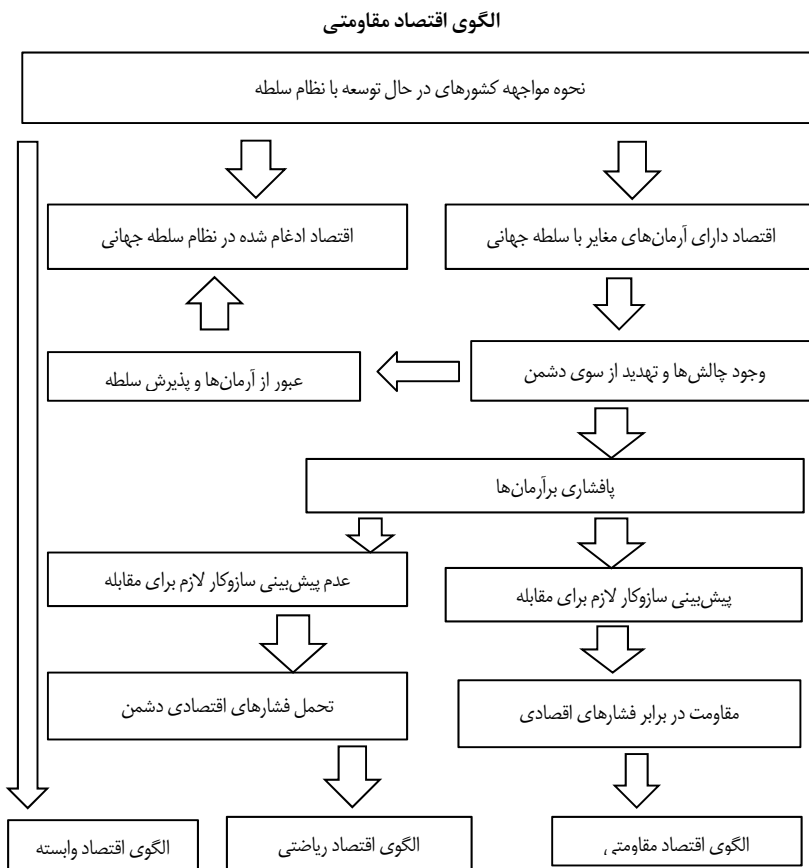 الگوی اقتصاد مقاومتی
نحوه مواجهه کشورهای در حال توسعه با نظام سلطه
اقتصاد دارای آرمان‌های مغایر با سلطه جهانی
اقتصاد ادغام شده در نظام سلطه جهانی
وجود چالش‌ها و تهدید از سوی دشمن
عبور از آرمان‌ها و پذیرش سلطه
پافشاری برآرمان‌ها
پیش‌بینی سازوکار لازم برای مقابله
عدم پیش‌بینی سازوکار لازم برای مقابله
مقاومت در برابر فشارهای اقصادی
تحمل فشارهای اقتصادی دشمن
الگوی اقتصاد مقاومتی
الگوی اقتصاد ریاضتی
الگوی اقتصاد وابسته